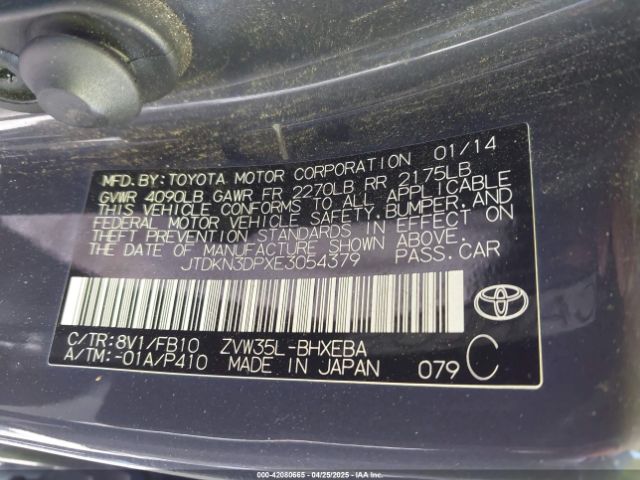 MFD. BY: TOYOTA MOTOR CORPORATION 01/14
GVWR 4090LB GAWR FR 2270LB RR 2175LB
THIS VEHICLE CONFORMS TO ALL APPLICABLE
FEDERAL MOTOR VEHICLE SAFETY, BUMPER, AND
THEFT PREVENTION STANDARDS IN EFFECT ON
THE DATE OF MANUFACTURE SHOWN ABOVE.
JTDKN3DPXE3054379 PASS. CAR
C/TR: 8V1/FB10 ZVW35L-BHXEBA
A/TM: -01A/P410 MADE IN JAPAN 079 C
000-42080665 - 04/25/2025 - IAAI.COM